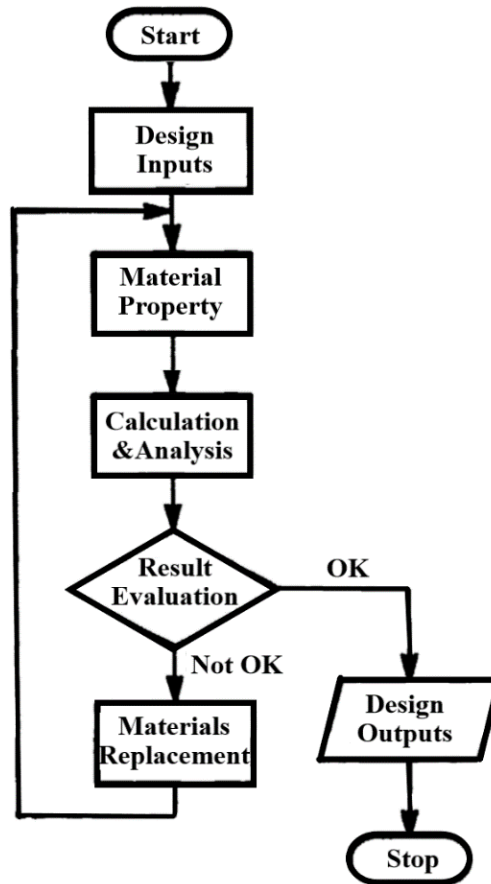 Start
Design
Inputs
Material
Property
Calculation
&Analysis
Result
Evaluation
OK
Not OK
Materials
Replacement
Design
Outputs
Stop